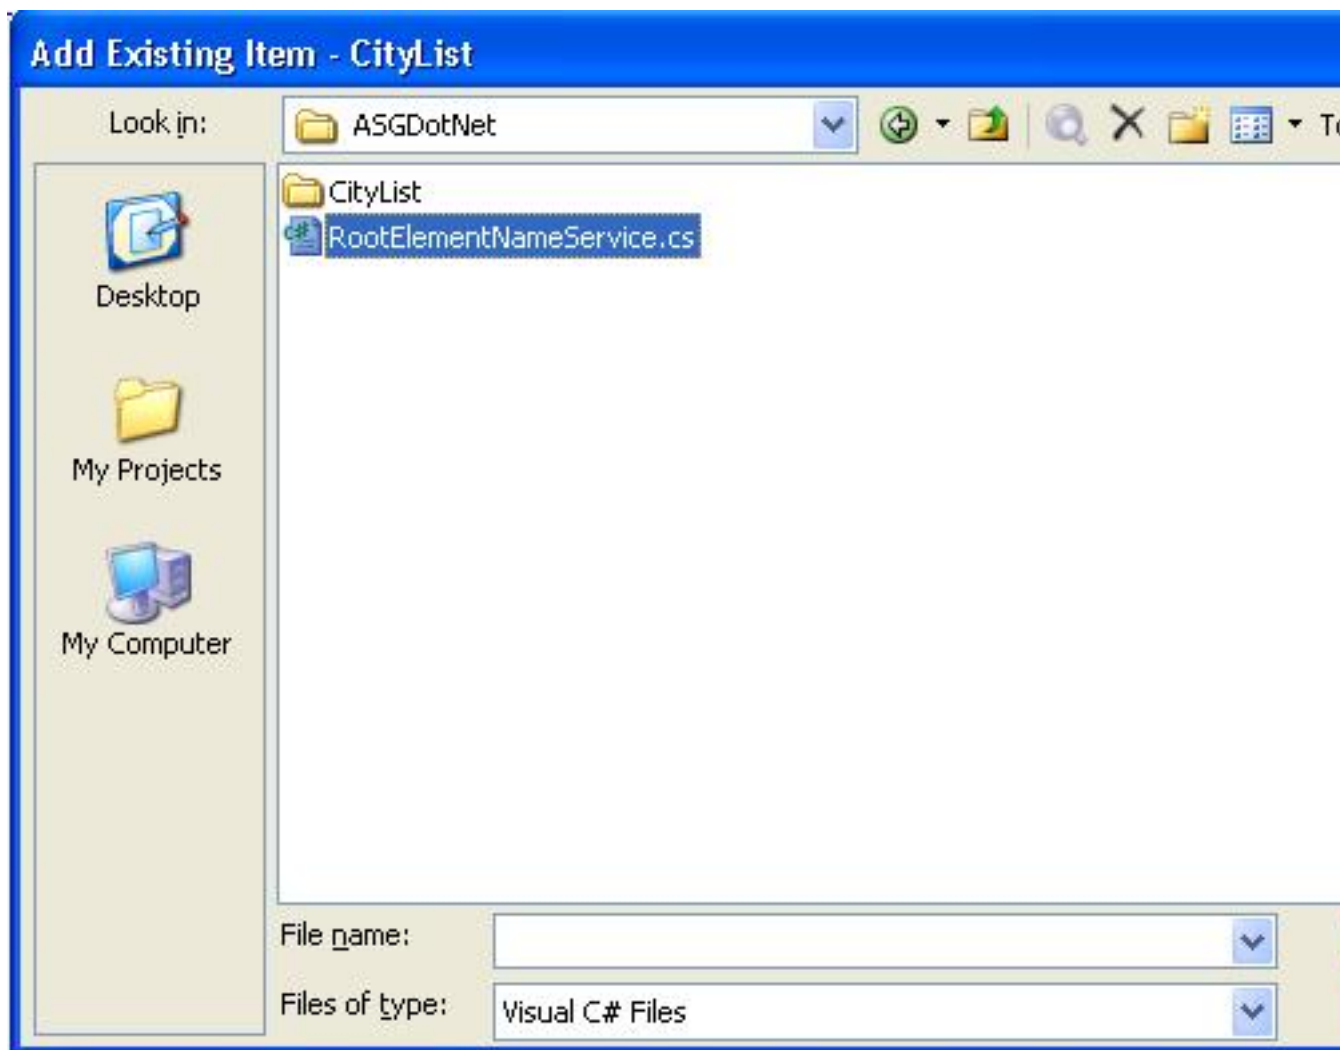 Add Existing Item - CityList
Look in:
ASGDotNet
CityList
RootElementNameService.cs
Desktop
My Projects
My Computer
File name:
Files of type:
Visual C# Files